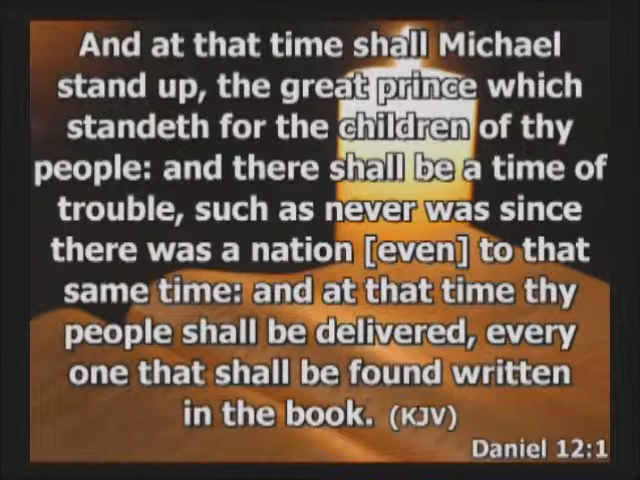 And at that time shall Michael
stand up, the great prince which
standeth for the children of thy
people: and there shall be a time of
trouble, such as never was since
there was a nation [even] to that
same time: and at that time thy
people shall be delivered, every
one that shall be found written
in the book. (KJV)
Daniel 12:1